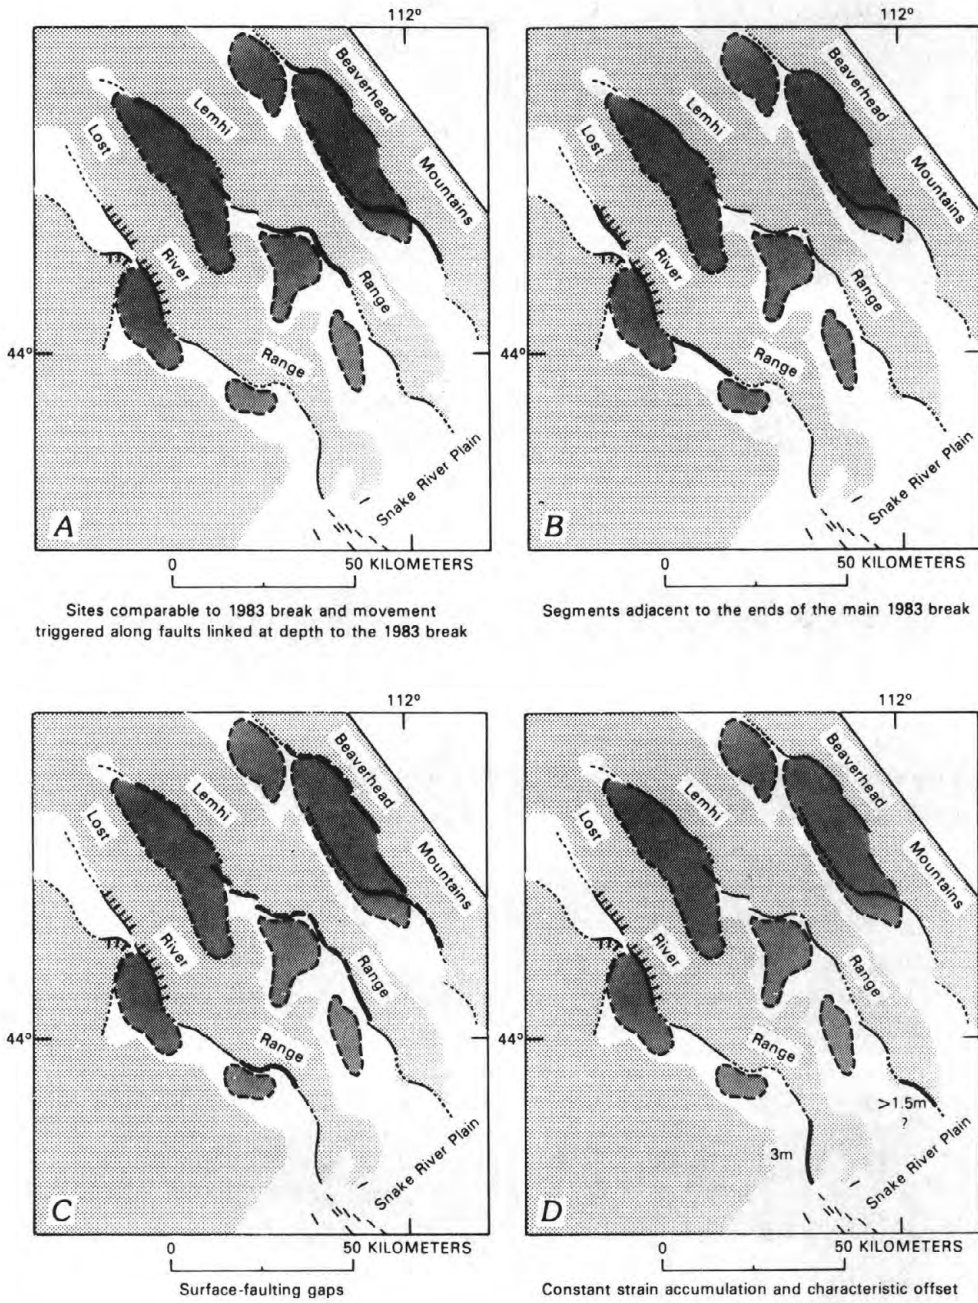 112°
Beaverhead
Mountains
Lemhi
Range
Lost
River
Range
44°
Snake River Plain
A
0 50 KILOMETERS
Sites comparable to 1983 break and movement
triggered along faults linked at depth to the 1983 break
112°
Beaverhead
Mountains
Lemhi
Range
Lost
River
Range
44°
Snake River Plain
B
0 50 KILOMETERS
Segments adjacent to the ends of the main 1983 break
112°
Beaverhead
Mountains
Lemhi
Range
Lost
River
Range
44°
Snake River Plain
C
0 50 KILOMETERS
Surface-faulting gaps
112°
Beaverhead
Mountains
Lemhi
Range
Lost
River
Range
44°
>1.5m
?
3m
Snake River Plain
D
0 50 KILOMETERS
Constant strain accumulation and characteristic offset